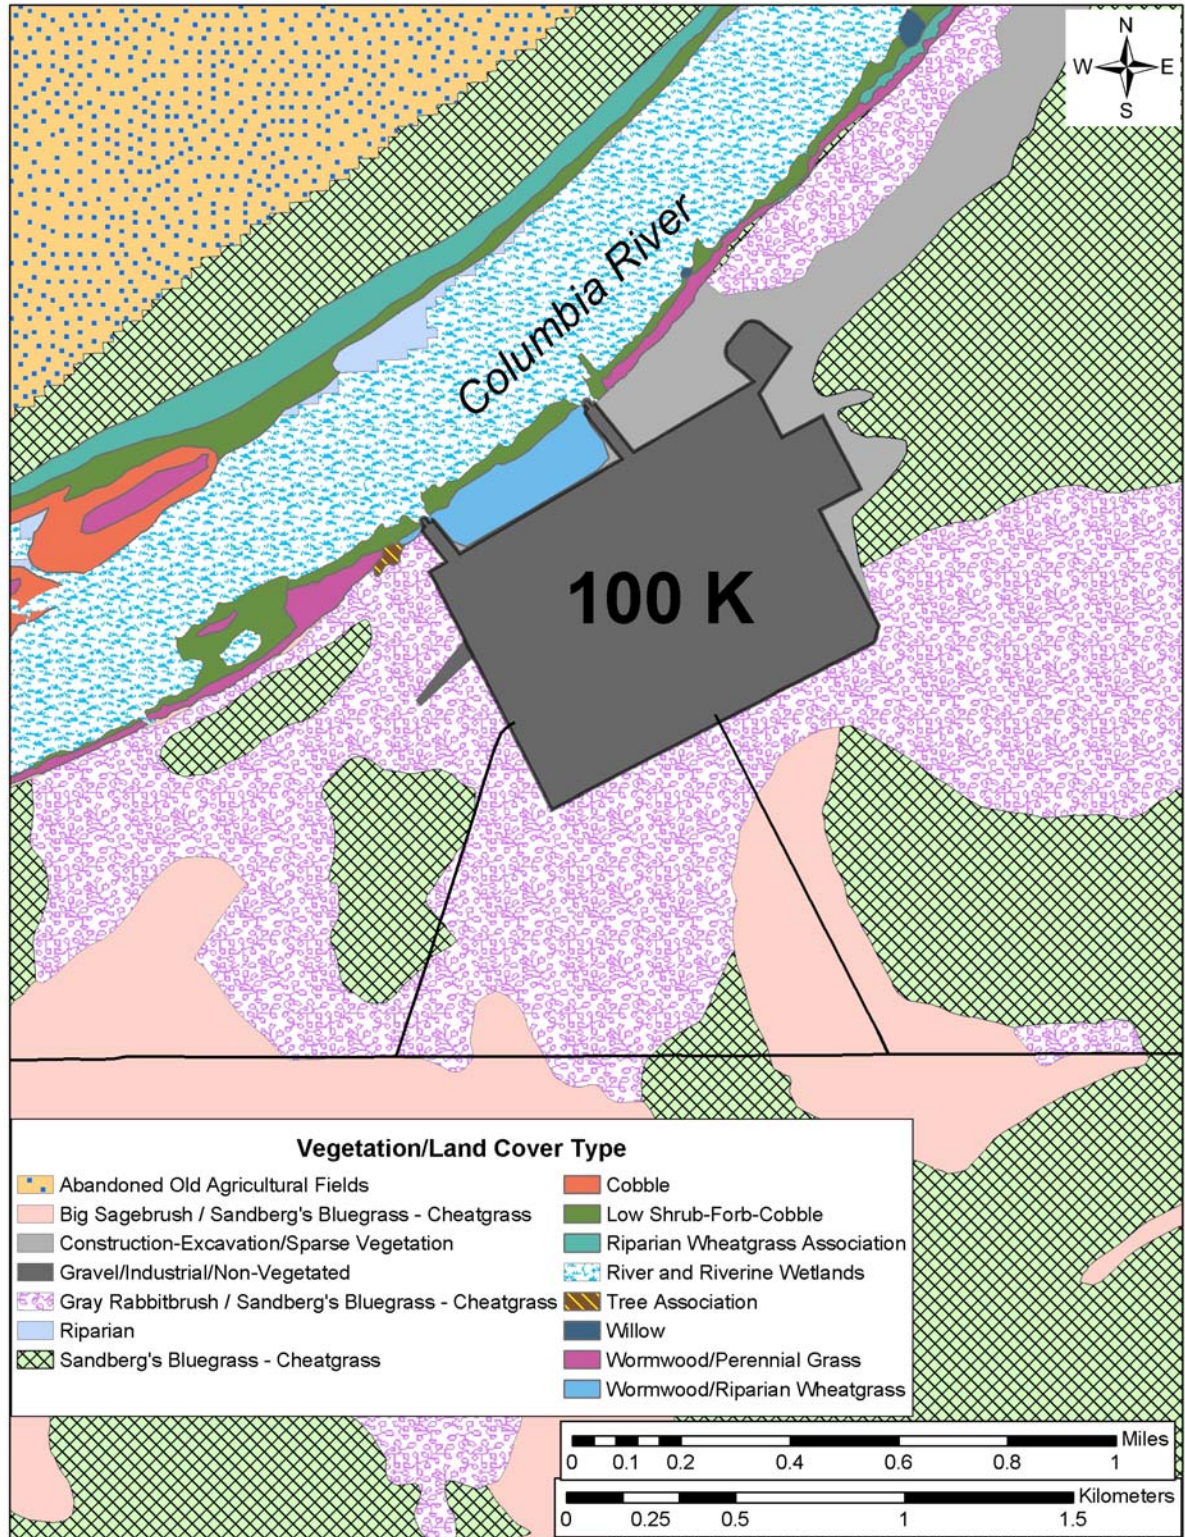 N
W E
S
Columbia River
100 K
Vegetation/Land Cover Type
Abandoned Old Agricultural Fields
Big Sagebrush / Sandberg's Bluegrass - Cheatgrass
Construction-Excavation/Sparse Vegetation
Gravel/Industrial/Non-Vegetated
Gray Rabbitbrush / Sandberg's Bluegrass - Cheatgrass
Riparian
Sandberg's Bluegrass - Cheatgrass
Cobble
Low Shrub-Forb-Cobble
Riparian Wheatgrass Association
River and Riverine Wetlands
Tree Association
Willow
Wormwood/Perennial Grass
Wormwood/Riparian Wheatgrass
Miles
0 0.1 0.2 0.4 0.6 0.8 1
Kilometers
0 0.25 0.5 1 1.5